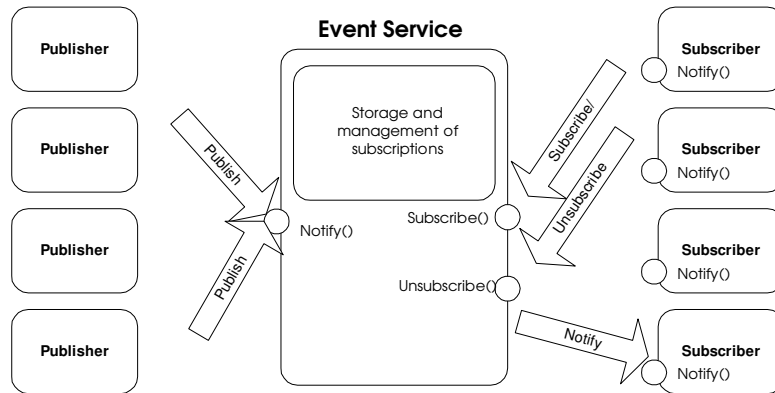 Event Service
Publisher
Publisher
Publisher
Publisher
Publish
Publish
Storage and
management of
subscriptions
Notify()
Subscribe()
Unsubscribe()
Subscribe/
Unsubscribe
Notify
Subscriber
Notify()
Subscriber
Notify()
Subscriber
Notify()
Subscriber
Notify()